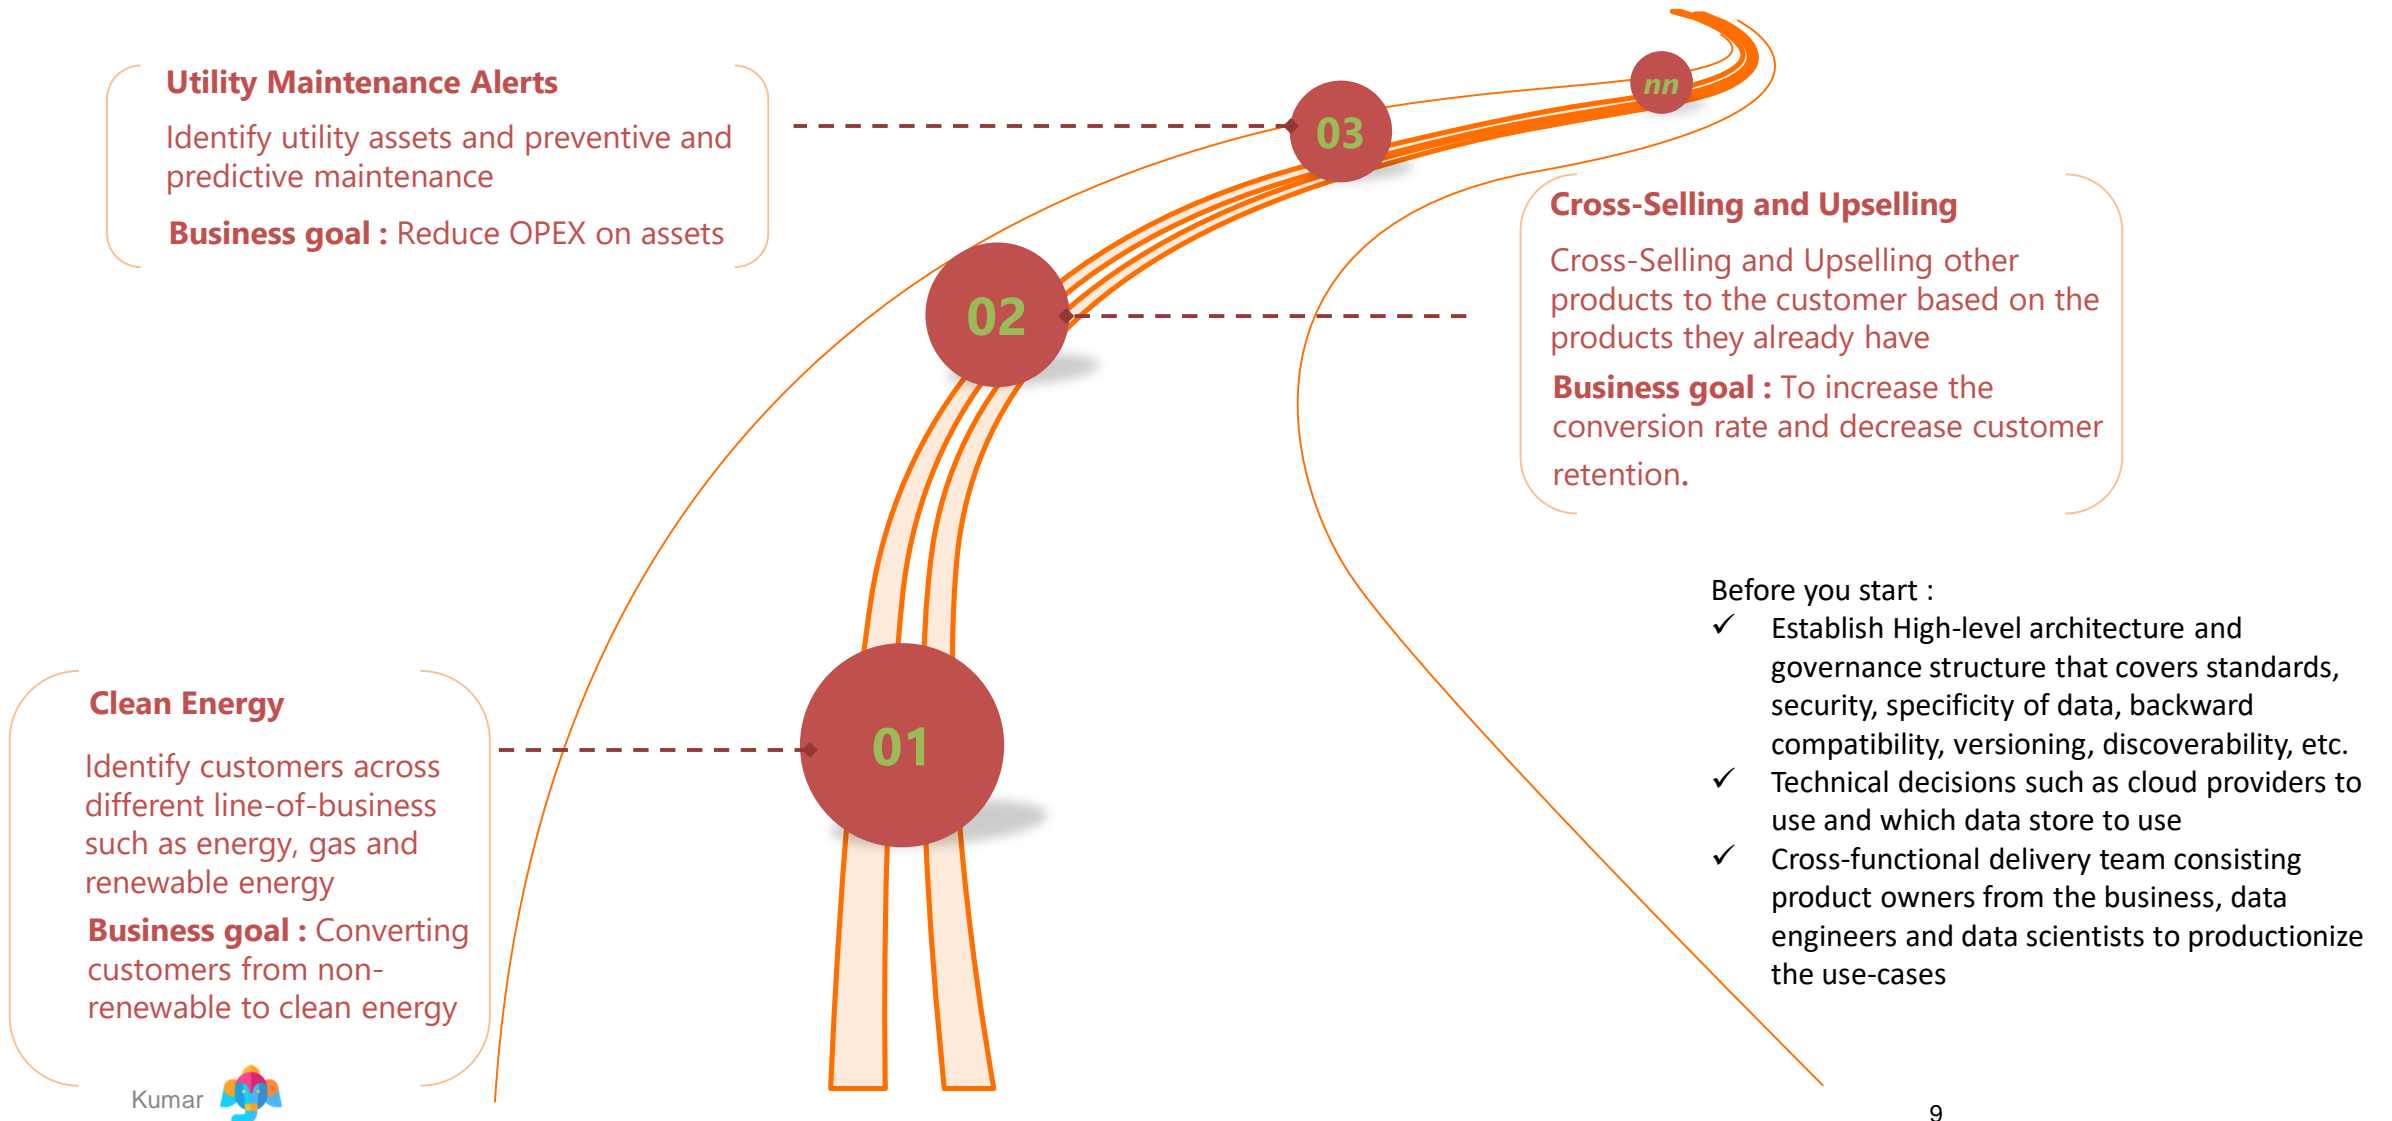 Utility Maintenance Alerts
Identify utility assets and preventive and
predictive maintenance
Business goal : Reduce OPEX on assets
nn
03
Cross-Selling and Upselling
Cross-Selling and Upselling other
products to the customer based on the
products they already have
Business goal : To increase the
conversion rate and decrease customer
retention.
02
Before you start :
✓ Establish High-level architecture and
governance structure that covers standards,
security, specificity of data, backward
compatibility, versioning, discoverability, etc.
✓ Technical decisions such as cloud providers to
use and which data store to use
✓ Cross-functional delivery team consisting
product owners from the business, data
engineers and data scientists to productionize
the use-cases
Clean Energy
Identify customers across
different line-of-business
such as energy, gas and
renewable energy
Business goal : Converting
customers from non-
renewable to clean energy
01
Kumar
9